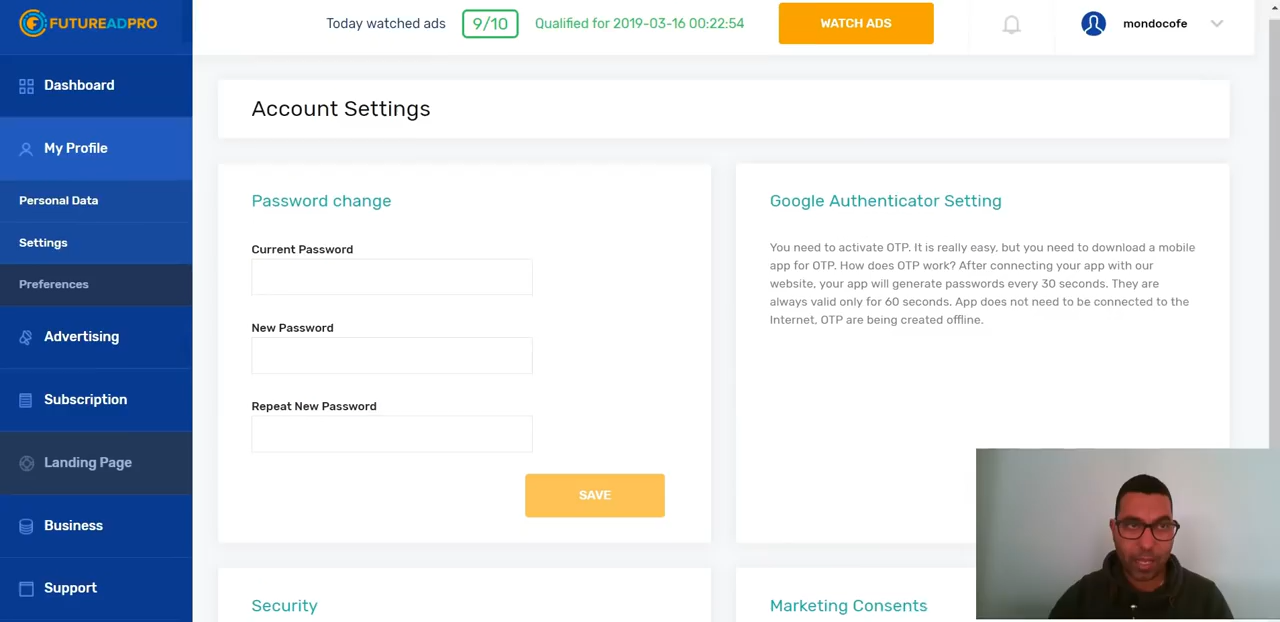 FUTUREADPRO
Today watched ads
9/10
Qualified for 2019-03-16 00:22:54
WATCH ADS
mondocofe
Dashboard
My Profile
Personal Data
Settings
Preferences
Advertising
Subscription
Landing Page
Business
Support
Account Settings
Password change
Current Password
New Password
Repeat New Password
SAVE
Google Authenticator Setting
You need to activate OTP. It is really easy, but you need to download a mobile
app for OTP. How does OTP work? After connecting your app with our
website, your app will generate passwords every 30 seconds. They are
always valid only for 60 seconds. App does not need to be connected to the
Internet, OTP are being created offline.
Security
Marketing Consents